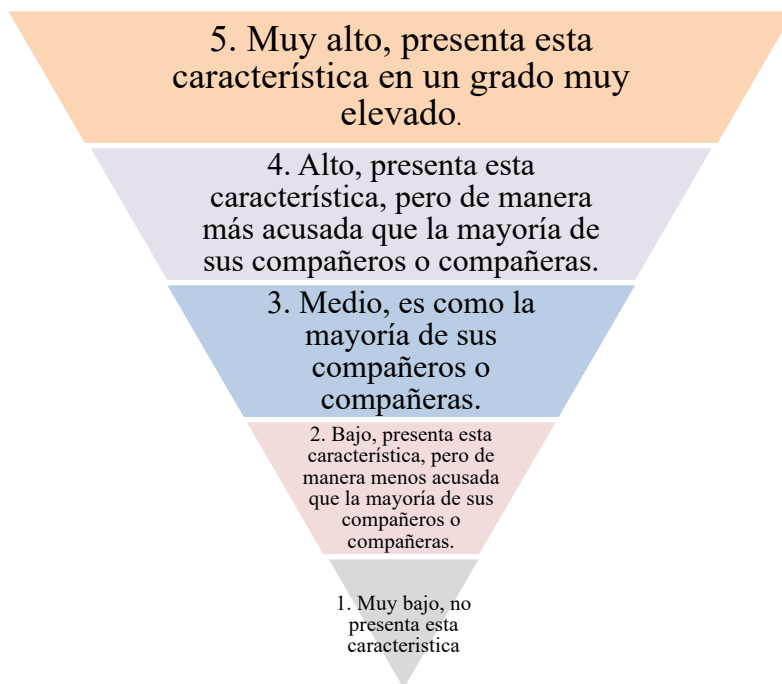 5. Muy alto, presenta esta
característica en un grado muy
elevado.
4. Alto, presenta esta
característica, pero de manera
más acusada que la mayoría de
sus compañeros o compañeras.
3. Medio, es como la
mayoría de sus
compañeros o
compañeras.
2. Bajo, presenta esta
característica, pero de
manera menos acusada
que la mayoría de sus
compañeros o
compañeras.
1. Muy bajo, no
presenta esta
caracteristica